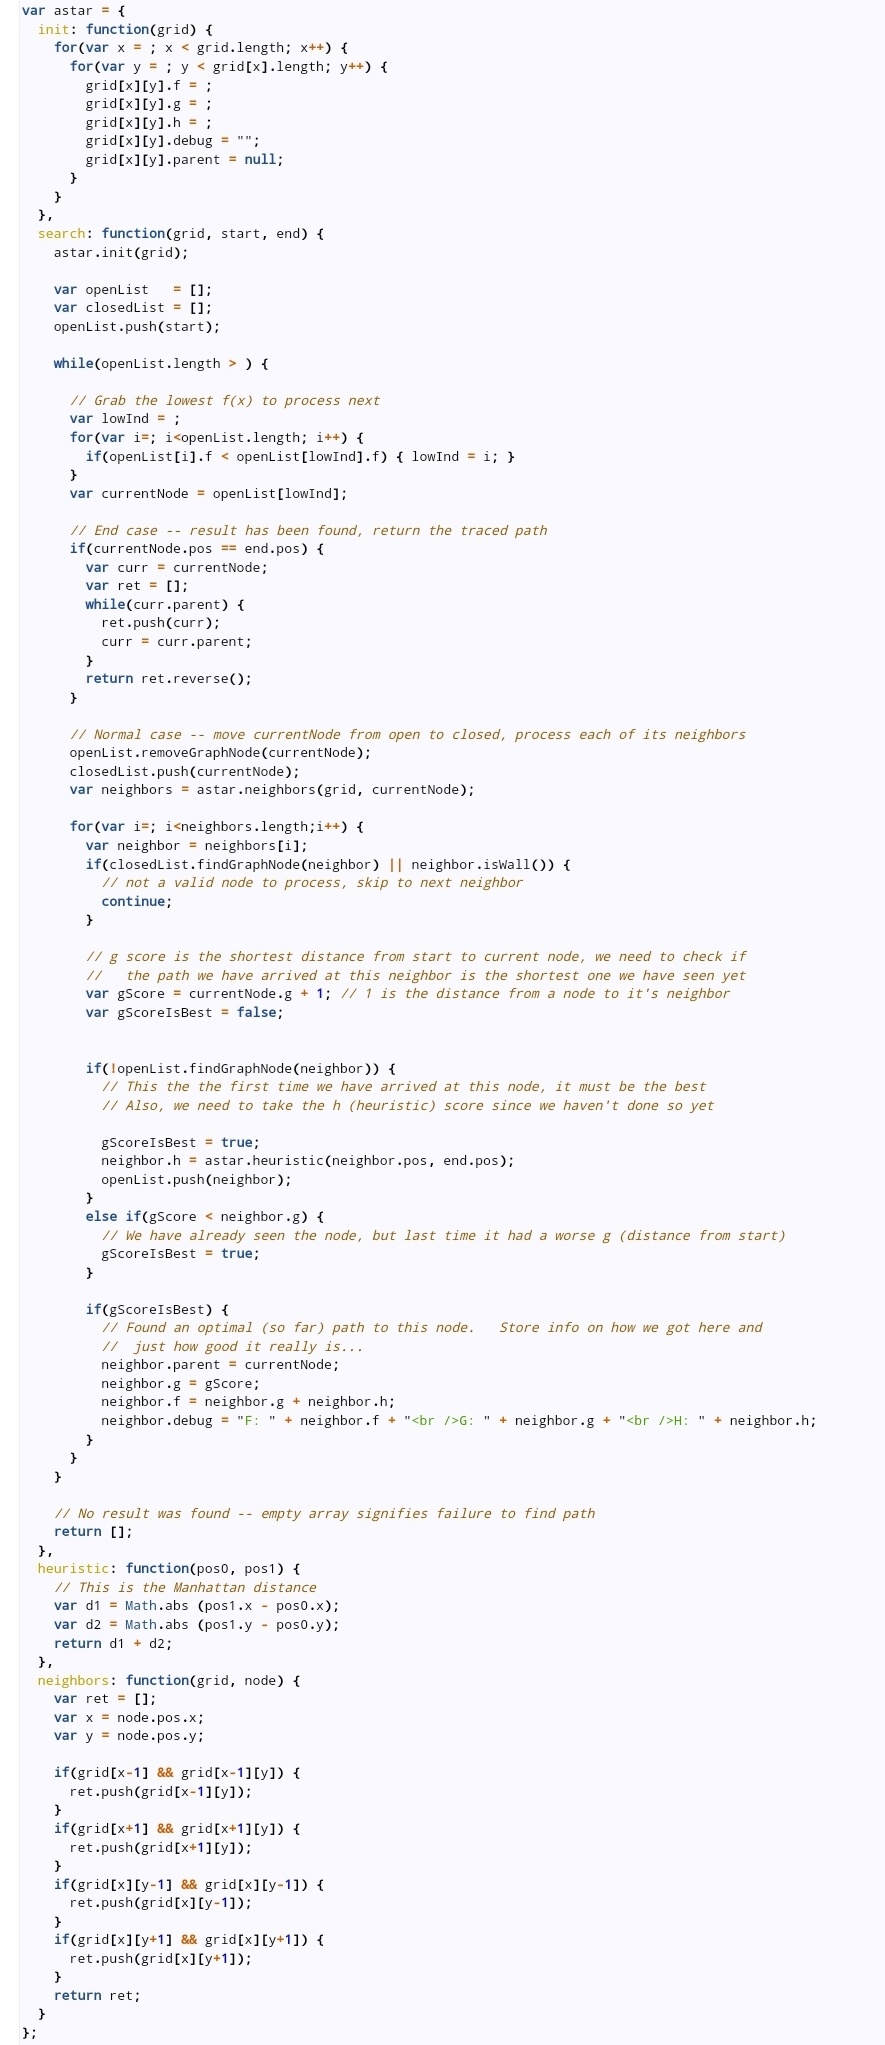 var astar = {
  init: function(grid) {
    for(var x = ; x < grid.length; x++) {
      for(var y = ; y < grid[x].length; y++) {
        grid[x][y].f = ;
        grid[x][y].g = ;
        grid[x][y].h = ;
        grid[x][y].debug = "";
        grid[x][y].parent = null;
      }
    }
  },
  search: function(grid, start, end) {
    astar.init(grid);

    var openList   = [];
    var closedList = [];
    openList.push(start);

    while(openList.length > ) {

      // Grab the lowest f(x) to process next
      var lowInd = ;
      for(var i=; i<openList.length; i++) {
        if(openList[i].f < openList[lowInd].f) { lowInd = i; }
      }
      var currentNode = openList[lowInd];

      // End case -- result has been found, return the traced path
      if(currentNode.pos == end.pos) {
        var curr = currentNode;
        var ret = [];
        while(curr.parent) {
          ret.push(curr);
          curr = curr.parent;
        }
        return ret.reverse();
      }

      // Normal case -- move currentNode from open to closed, process each of its neighbors
      openList.removeGraphNode(currentNode);
      closedList.push(currentNode);
      var neighbors = astar.neighbors(grid, currentNode);

      for(var i=; i<neighbors.length;i++) {
        var neighbor = neighbors[i];
        if(closedList.findGraphNode(neighbor) || neighbor.isWall()) {
          // not a valid node to process, skip to next neighbor
          continue;
        }

        // g score is the shortest distance from start to current node, we need to check if
        //   the path we have arrived at this neighbor is the shortest one we have seen yet
        var gScore = currentNode.g + 1; // 1 is the distance from a node to it's neighbor
        var gScoreIsBest = false;


        if(!openList.findGraphNode(neighbor)) {
          // This the the first time we have arrived at this node, it must be the best
          // Also, we need to take the h (heuristic) score since we haven't done so yet

          gScoreIsBest = true;
          neighbor.h = astar.heuristic(neighbor.pos, end.pos);
          openList.push(neighbor);
        }
        else if(gScore < neighbor.g) {
          // We have already seen the node, but last time it had a worse g (distance from start)
          gScoreIsBest = true;
        }

        if(gScoreIsBest) {
          // Found an optimal (so far) path to this node.   Store info on how we got here and
          //  just how good it really is...
          neighbor.parent = currentNode;
          neighbor.g = gScore;
          neighbor.f = neighbor.g + neighbor.h;
          neighbor.debug = "F: " + neighbor.f + "<br />G: " + neighbor.g + "<br />H: " + neighbor.h;
        }
      }
    }

    // No result was found -- empty array signifies failure to find path
    return [];
  },
  heuristic: function(pos0, pos1) {
    // This is the Manhattan distance
    var d1 = Math.abs (pos1.x - pos0.x);
    var d2 = Math.abs (pos1.y - pos0.y);
    return d1 + d2;
  },
  neighbors: function(grid, node) {
    var ret = [];
    var x = node.pos.x;
    var y = node.pos.y;

    if(grid[x-1] && grid[x-1][y]) {
      ret.push(grid[x-1][y]);
    }
    if(grid[x+1] && grid[x+1][y]) {
      ret.push(grid[x+1][y]);
    }
    if(grid[x][y-1] && grid[x][y-1]) {
      ret.push(grid[x][y-1]);
    }
    if(grid[x][y+1] && grid[x][y+1]) {
      ret.push(grid[x][y+1]);
    }
    return ret;
  }
};